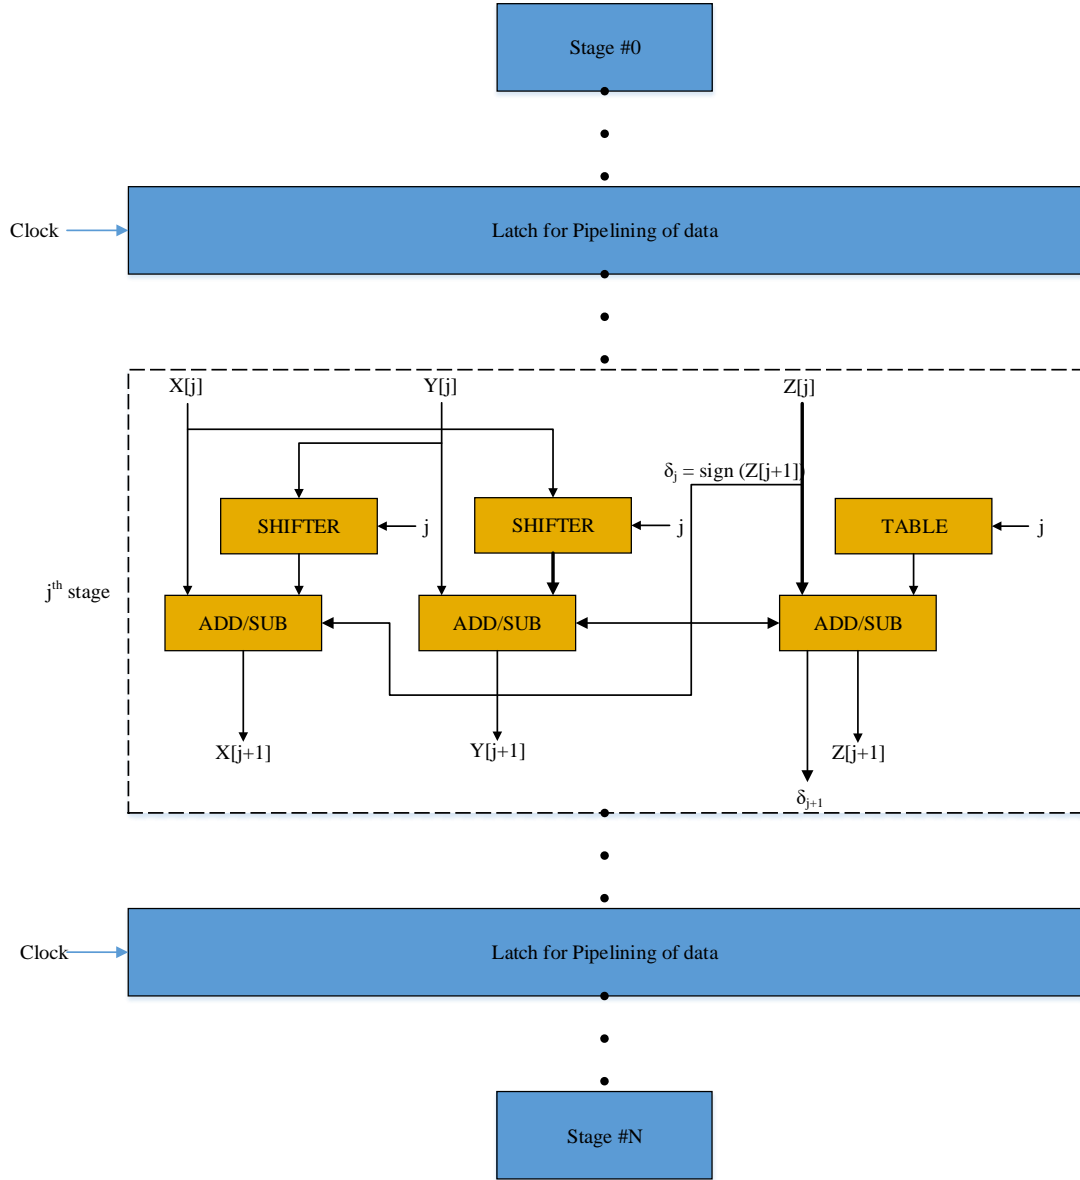 Stage #0
Clock
Latch for Pipelining of data
X[j]
Y[j]
Z[j]
δj = sign (Z[j+1])
SHIFTER
j
SHIFTER
j
TABLE
j
jth stage
ADD/SUB
ADD/SUB
ADD/SUB
X[j+1]
Y[j+1]
Z[j+1]
δj+1
Clock
Latch for Pipelining of data
Stage #N